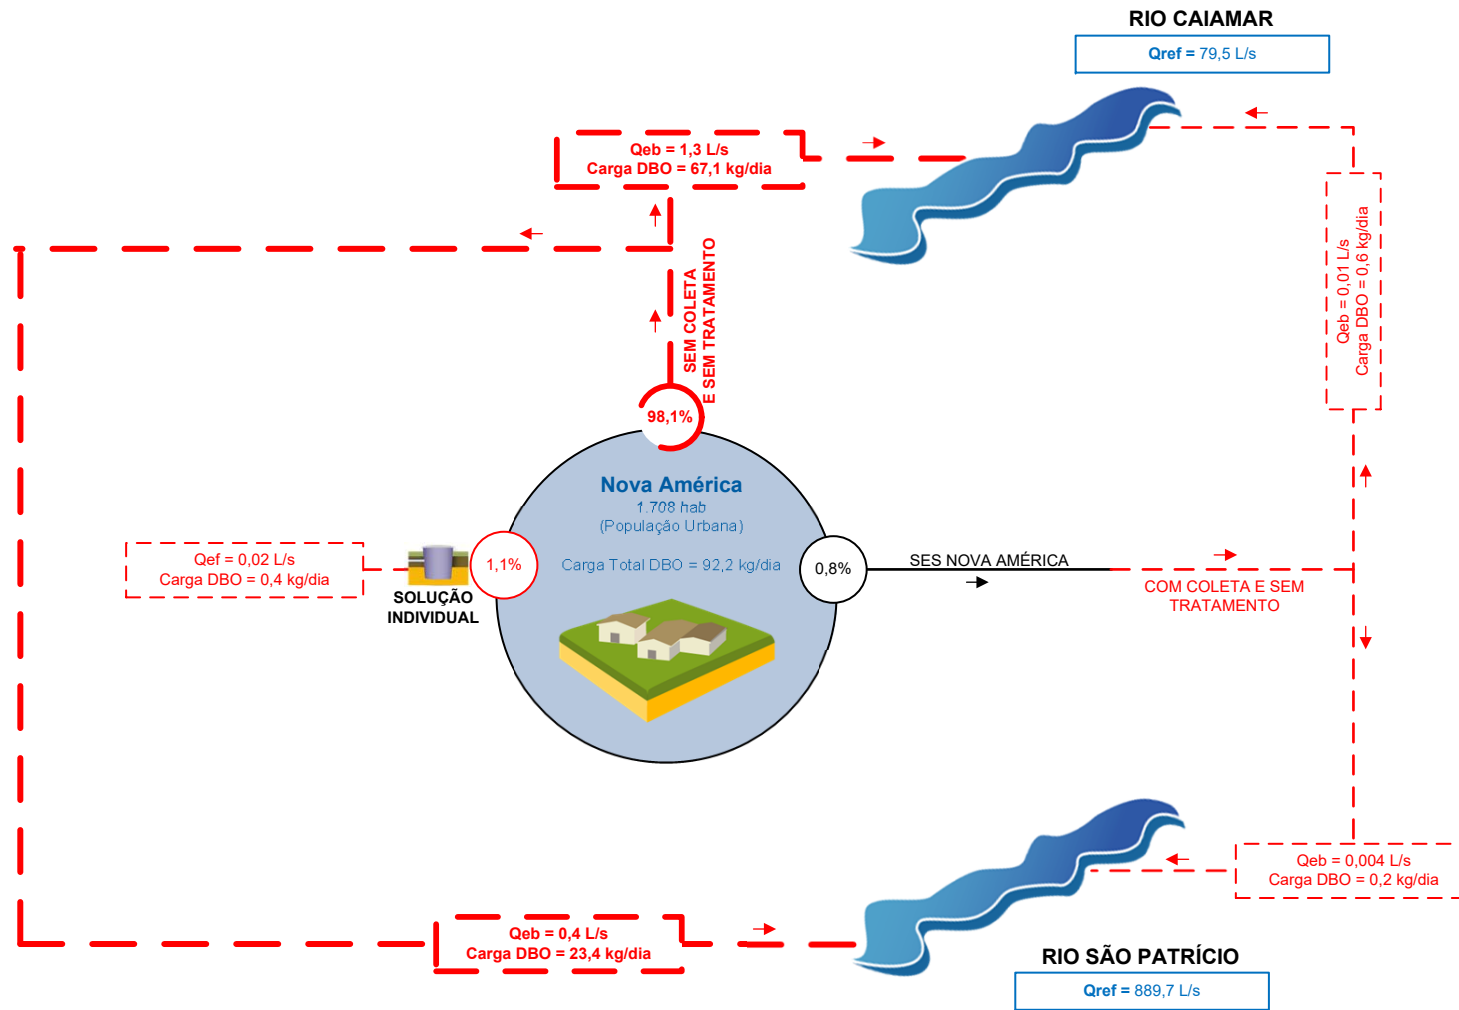 RIO CAIAMAR
Qref = 79,5 L/s
Qeb = 1,3 L/s
Carga DBO = 67,1 kg/dia
SEM COLETA
E SEM TRATAMENTO
98,1%
Qeb = 0,01 L/s
Carga DBO = 0,6 kg/dia
Nova América
1.708 hab
(População Urbana)
Carga Total DBO = 92,2 kg/dia
Qef = 0,02 L/s
Carga DBO = 0,4 kg/dia
SOLUÇÃO
INDIVIDUAL
1,1%
0,8%
SES NOVA AMÉRICA
COM COLETA E SEM
TRATAMENTO
Qeb = 0,004 L/s
Carga DBO = 0,2 kg/dia
Qeb = 0,4 L/s
Carga DBO = 23,4 kg/dia
RIO SÃO PATRÍCIO
Qref = 889,7 L/s